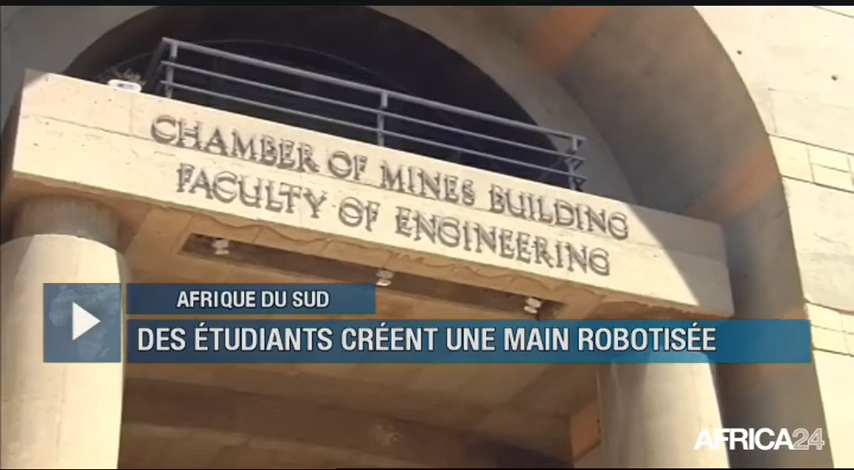 CHAMBER OF MINES BUILDING
FACULTY OF ENGINEERING
AFRIQUE DU SUD
DES ÉTUDIANTS CRÉENT UNE MAIN ROBOTISÉE
AFRICA24